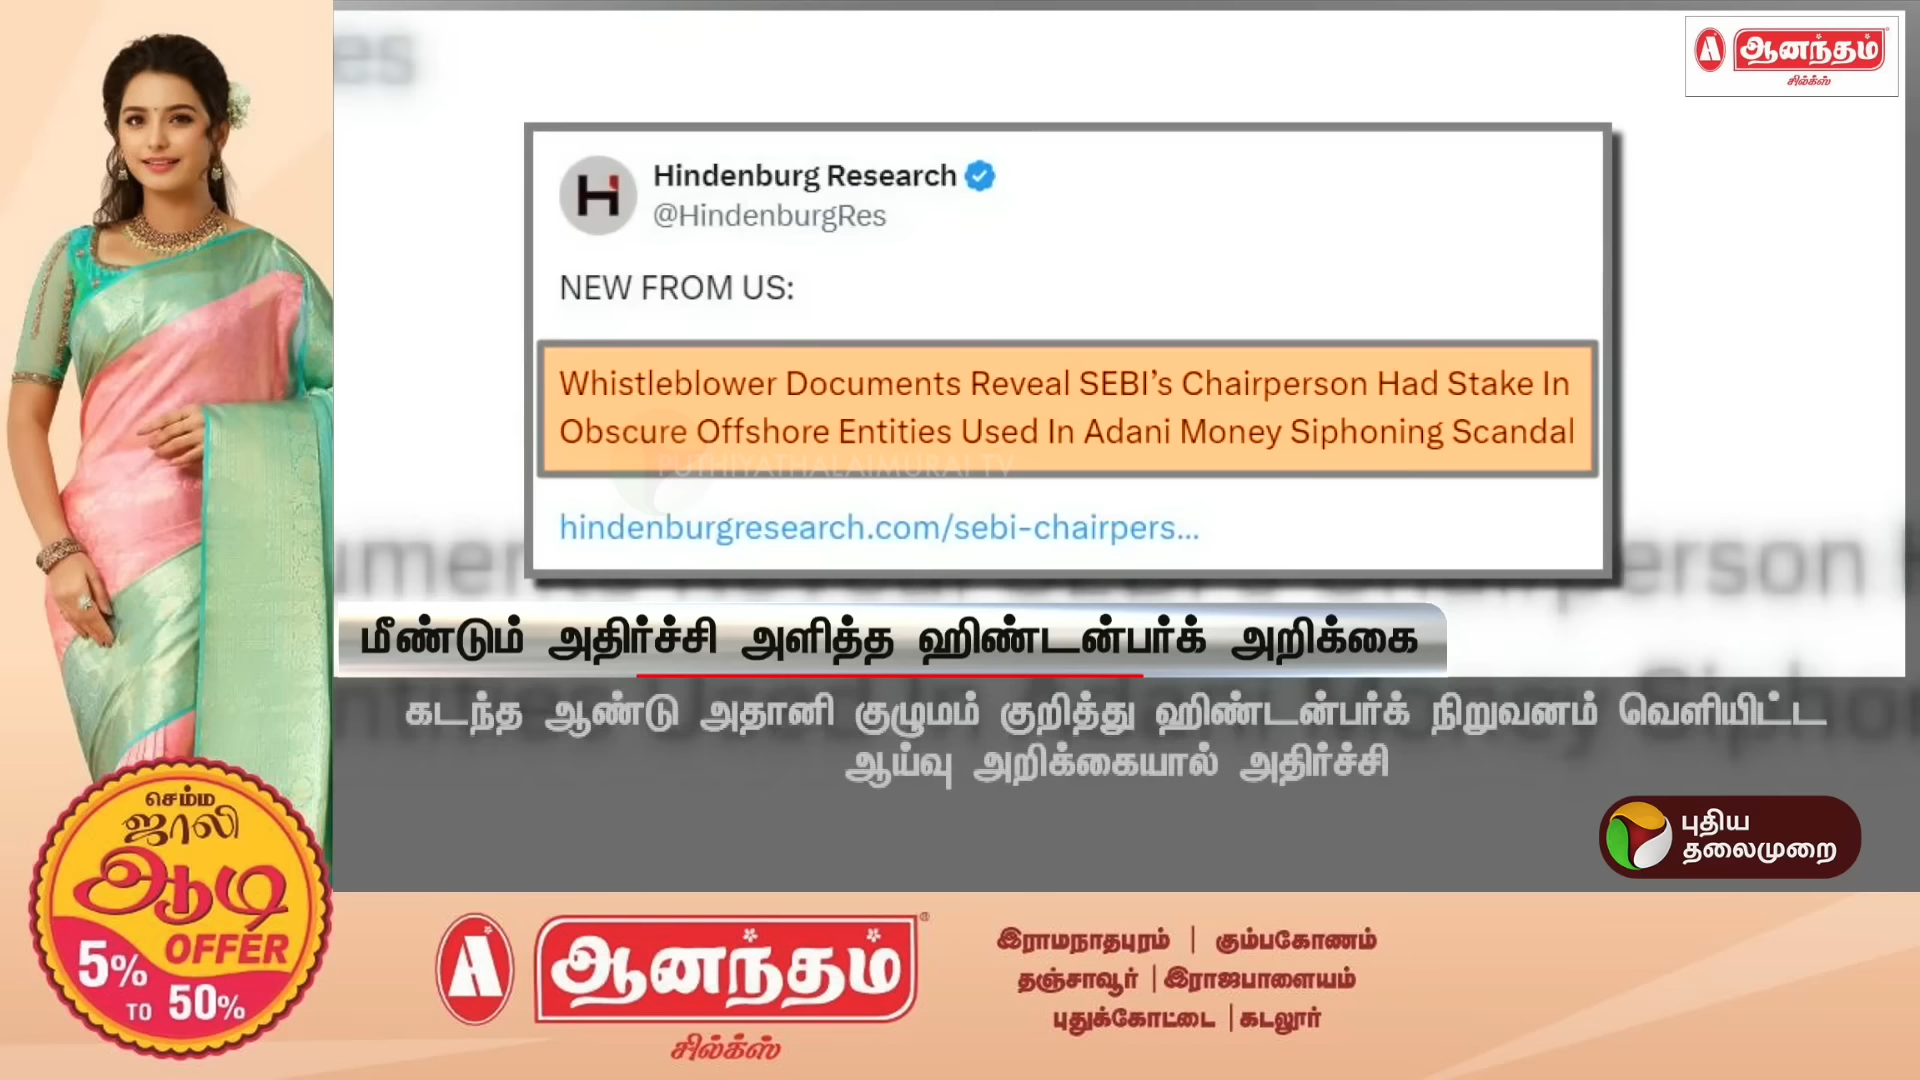 ஆனந்தம்
சில்க்ஸ்
Hindenburg Research
@HindenburgRes
NEW FROM US:
Whistleblower Documents Reveal SEBI's Chairperson Had Stake In
Obscure Offshore Entities Used In Adani Money Siphoning Scandal
PUTHIYATHALAIMURAI TV
hindenburgresearch.com/sebi-chairpers...
மீண்டும் அதிர்ச்சி அளித்த ஹிண்டன்பர்க் அறிக்கை
கடந்த ஆண்டு அதானி குழுமம் குறித்து ஹிண்டன்பர்க் நிறுவனம் வெளியிட்ட
ஆய்வு அறிக்கையால் அதிர்ச்சி
புதிய
தலைமுறை
செம்ம
ஜாலி
ஆடி
OFFER
5%
TO 50%
ஆனந்தம்
சில்க்ஸ்
இராமநாதபுரம் | கும்பகோணம்
தஞ்சாவூர் | இராஜபாளையம்
புதுக்கோட்டை | கடலூர்